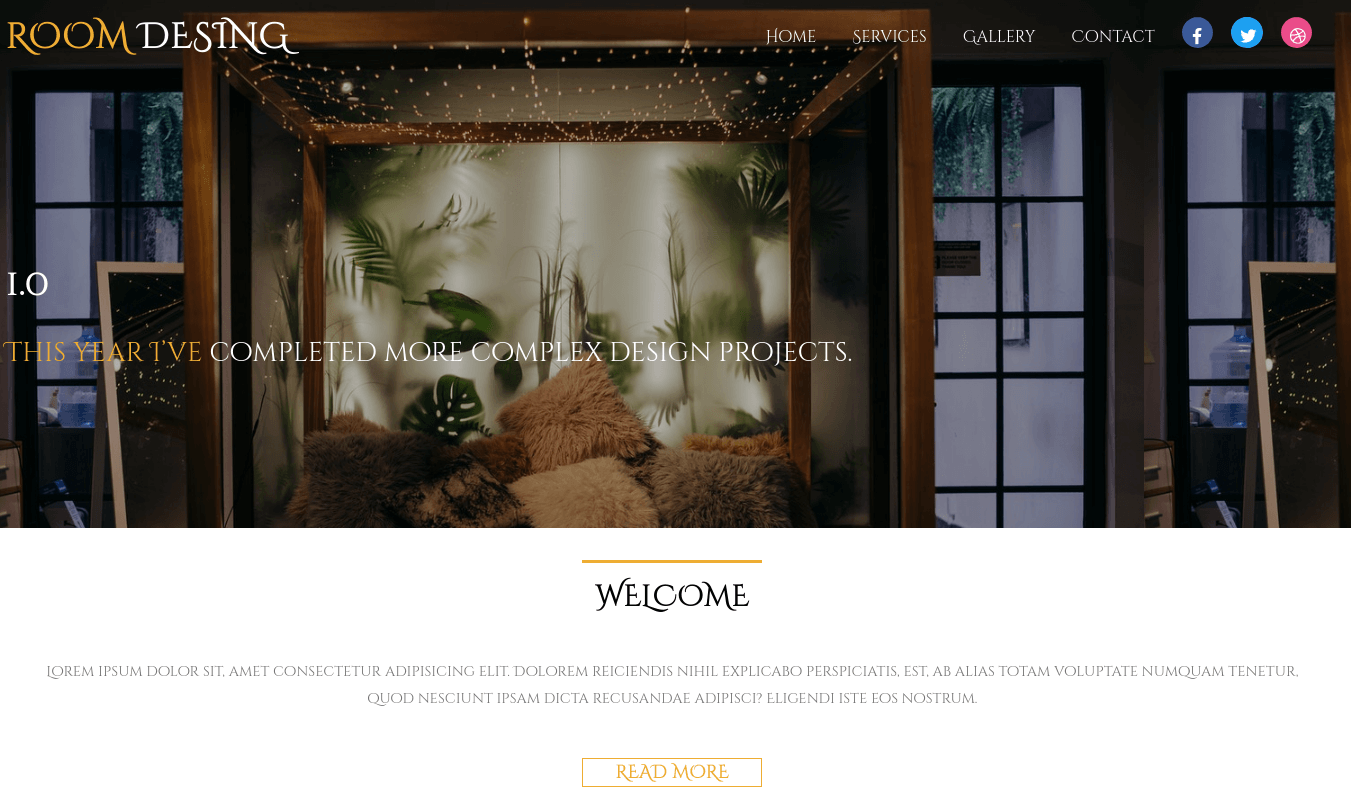 ROOM DESING
Home Services Gallery Contact
1.0
THIS YEAR I'VE COMPLETED MORE COMPLEX DESIGN PROJECTS.
WELCOME
Lorem ipsum dolor sit, amet consectetur adipisicing elit. Dolorem reiciendis nihil explicabo perspiciatis, est, ab alias totam voluptate numquam tenetur,
quod nesciunt ipsam dicta recusandae adipisci? Eligendi iste eos nostrum.
READ MORE